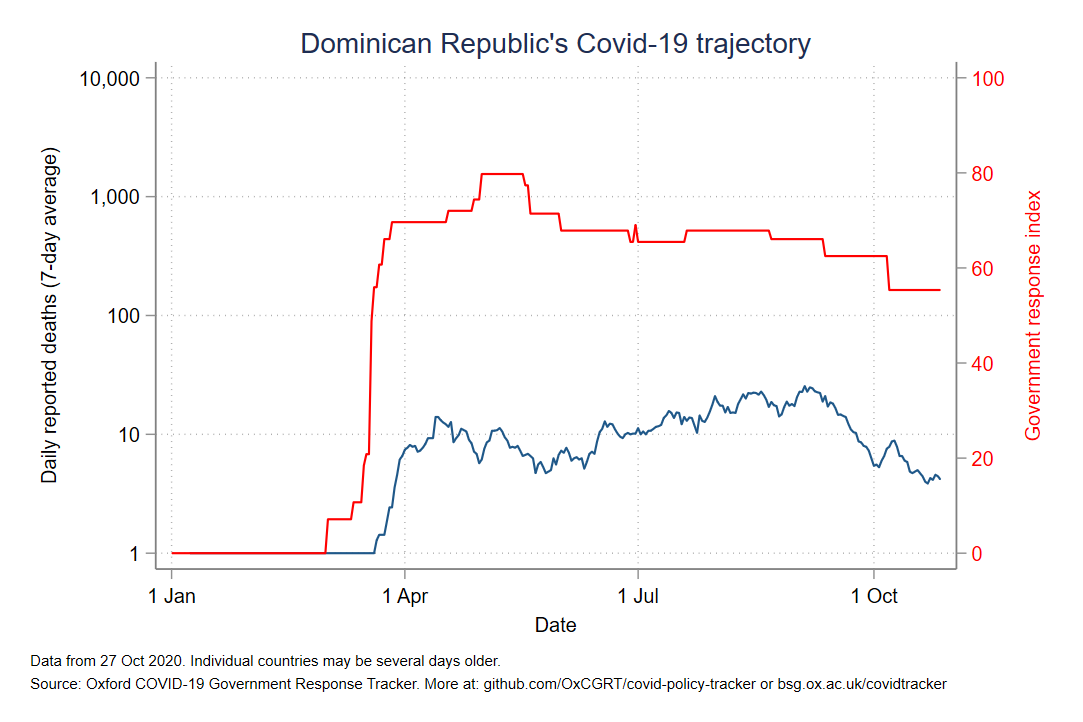 Dominican Republic's Covid-19 trajectory
10,000
1,000
100
10
1
Daily reported deaths (7-day average)
100
80
60
40
20
0
Government response index
1 Jan
1 Apr
1 Jul
1 Oct
Date
Data from 27 Oct 2020. Individual countries may be several days older.
Source: Oxford COVID-19 Government Response Tracker. More at: github.com/OxCGRT/covid-policy-tracker or bsg.ox.ac.uk/covidtracker